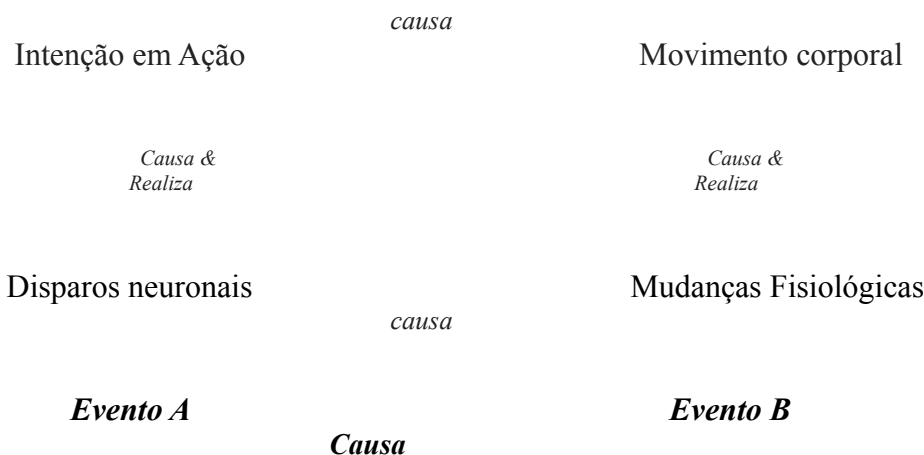 causa
Intenção em Ação Movimento corporal
Causa & Causa &
Realiza Realiza
Disparos neuronais Mudanças Fisiológicas
causa
Evento A Evento B
Causa